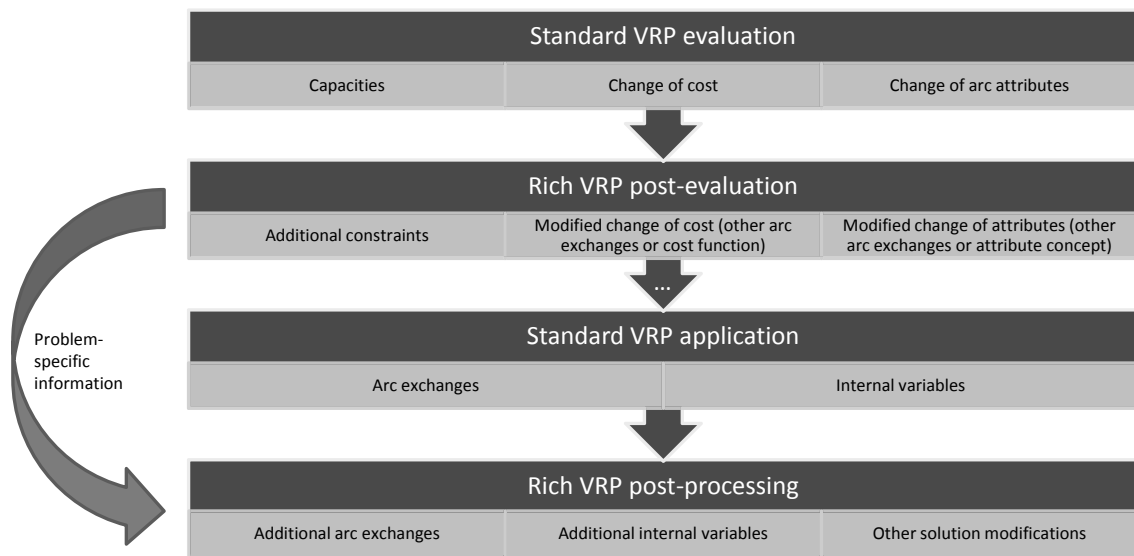 Standard VRP evaluation
Capacities
Change of cost
Change of arc attributes
Rich VRP post-evaluation
Additional constraints
Modified change of cost (other arc
exchanges or cost function)
Modified change of attributes (other
arc exchanges or attribute concept)
...
Problem-
specific
information
Standard VRP application
Arc exchanges
Internal variables
Rich VRP post-processing
Additional arc exchanges
Additional internal variables
Other solution modifications